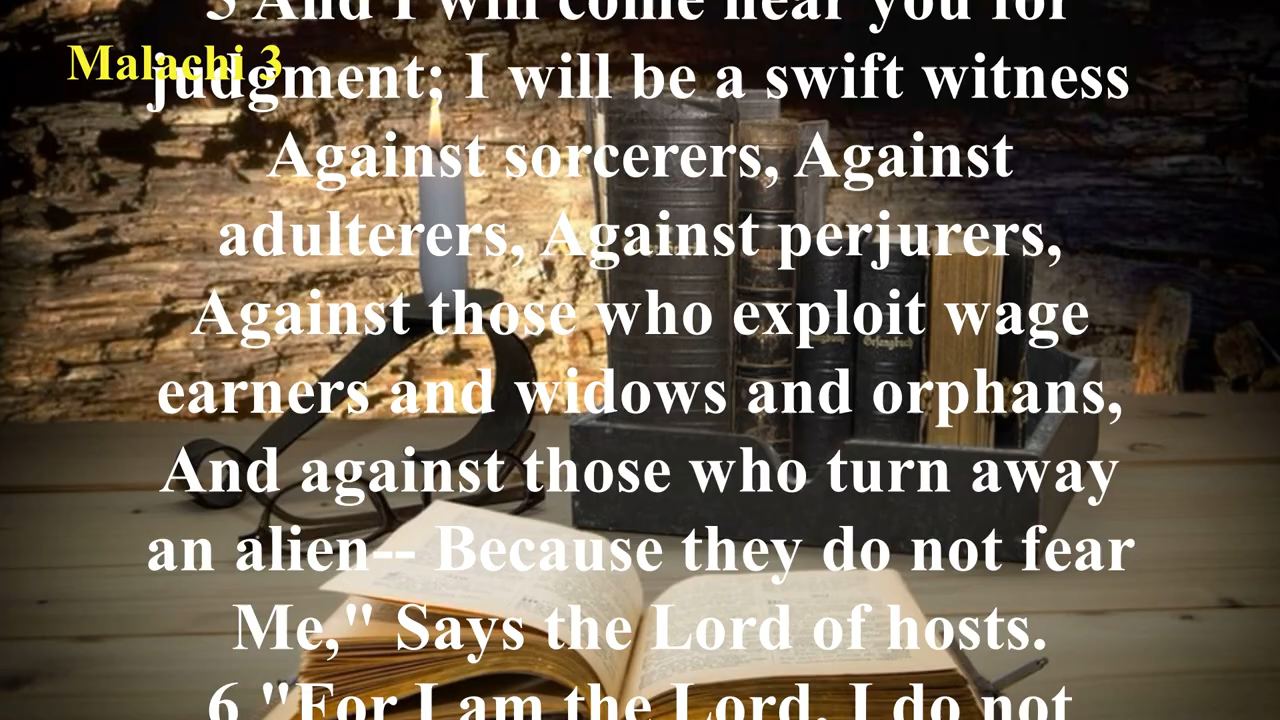 5 And I will come near you for
Malachi 3
judgment; I will be a swift witness
Against sorcerers, Against
adulterers, Against perjurers,
Against those who exploit wage
earners and widows and orphans,
And against those who turn away
an alien-- Because they do not fear
Me," Says the Lord of hosts.
6 "For I am the Lord, I do not
Gesangbuch